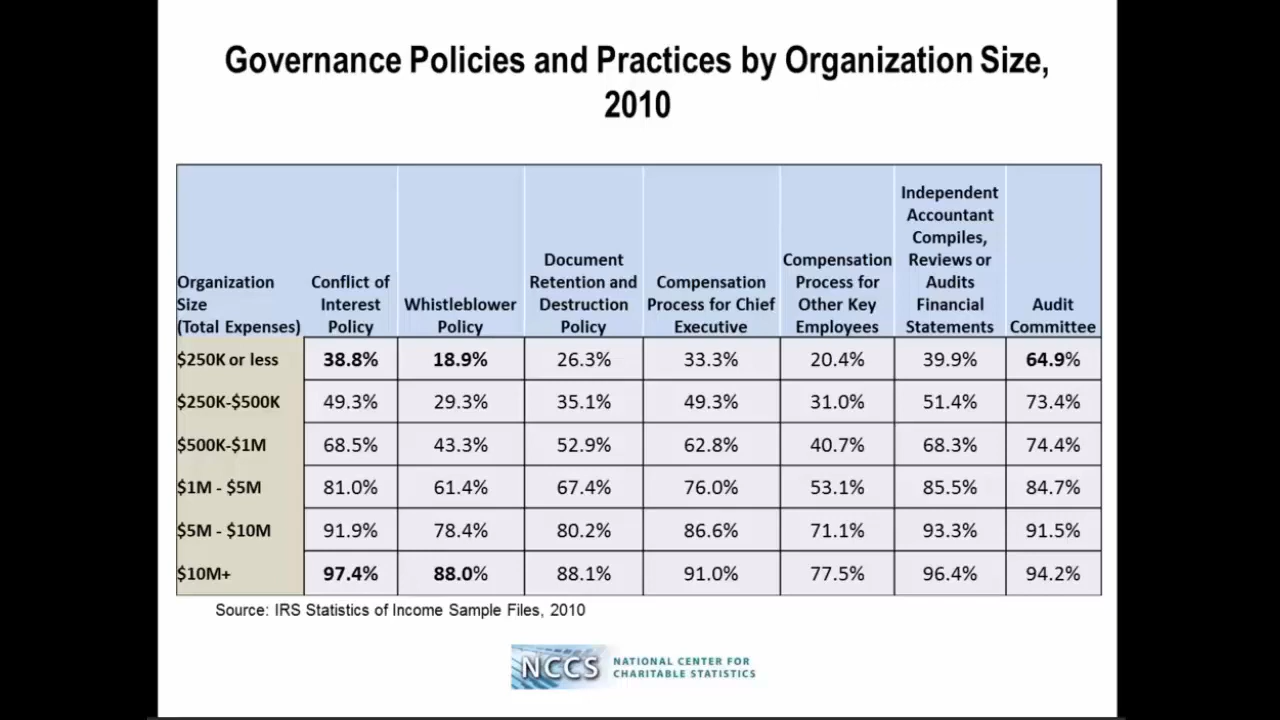 Governance Policies and Practices by Organization Size,
2010
Organization
Size
(Total Expenses)
Conflict of
Interest
Policy
Whistleblower
Policy
Document
Retention and
Destruction
Policy
Compensation
Process for Chief
Executive
Compensation
Process for
Other Key
Employees
Independent
Accountant
Compiles,
Reviews or
Audits
Financial
Statements
Audit
Committee
$250K or less 38.8% 18.9% 26.3% 33.3% 20.4% 39.9% 64.9%
$250K-$500K 49.3% 29.3% 35.1% 49.3% 31.0% 51.4% 73.4%
$500K-$1M 68.5% 43.3% 52.9% 62.8% 40.7% 68.3% 74.4%
$1M - $5M 81.0% 61.4% 67.4% 76.0% 53.1% 85.5% 84.7%
$5M - $10M 91.9% 78.4% 80.2% 86.6% 71.1% 93.3% 91.5%
$10M+ 97.4% 88.0% 88.1% 91.0% 77.5% 96.4% 94.2%
Source: IRS Statistics of Income Sample Files, 2010
NCCS
NATIONAL CENTER FOR
CHARITABLE STATISTICS